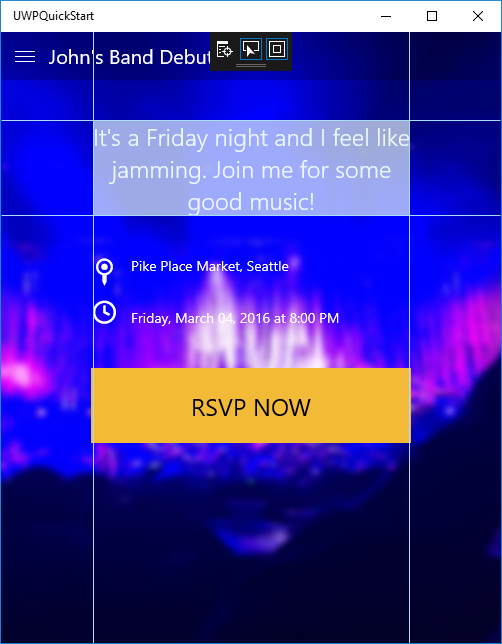 UWPQuickStart
John's Band Debut
It's a Friday night and I feel like
jamming. Join me for some
good music!
Pike Place Market, Seattle
Friday, March 04, 2016 at 8:00 PM
RSVP NOW